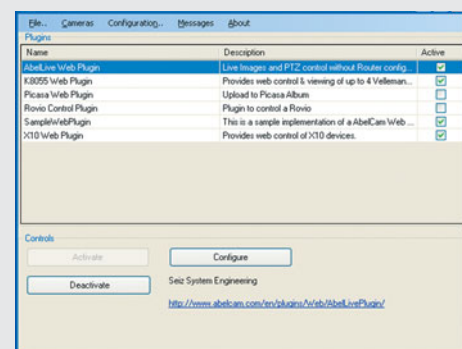 File.. Cameras Configuration.. Messages About
Plugins
Name Description Active
AbelLive Web Plugin Live Images and PTZ control without Router config...
K8055 Web Plugin Provides web control & viewing of up to 4 Velleman...
Picasa Web Plugin Upload to Picasa Album
Rovio Control Plugin Plugin to control a Rovio
SampleWebPlugin This is a sample implementation of a AbelCam Web ...
X10 Web Plugin Provides web control of X10 devices.
Controls
Activate Configure
Deactivate Seiz System Engineering
http://www.abelcam.com/en/plugins/Web/AbelLivePlugin/